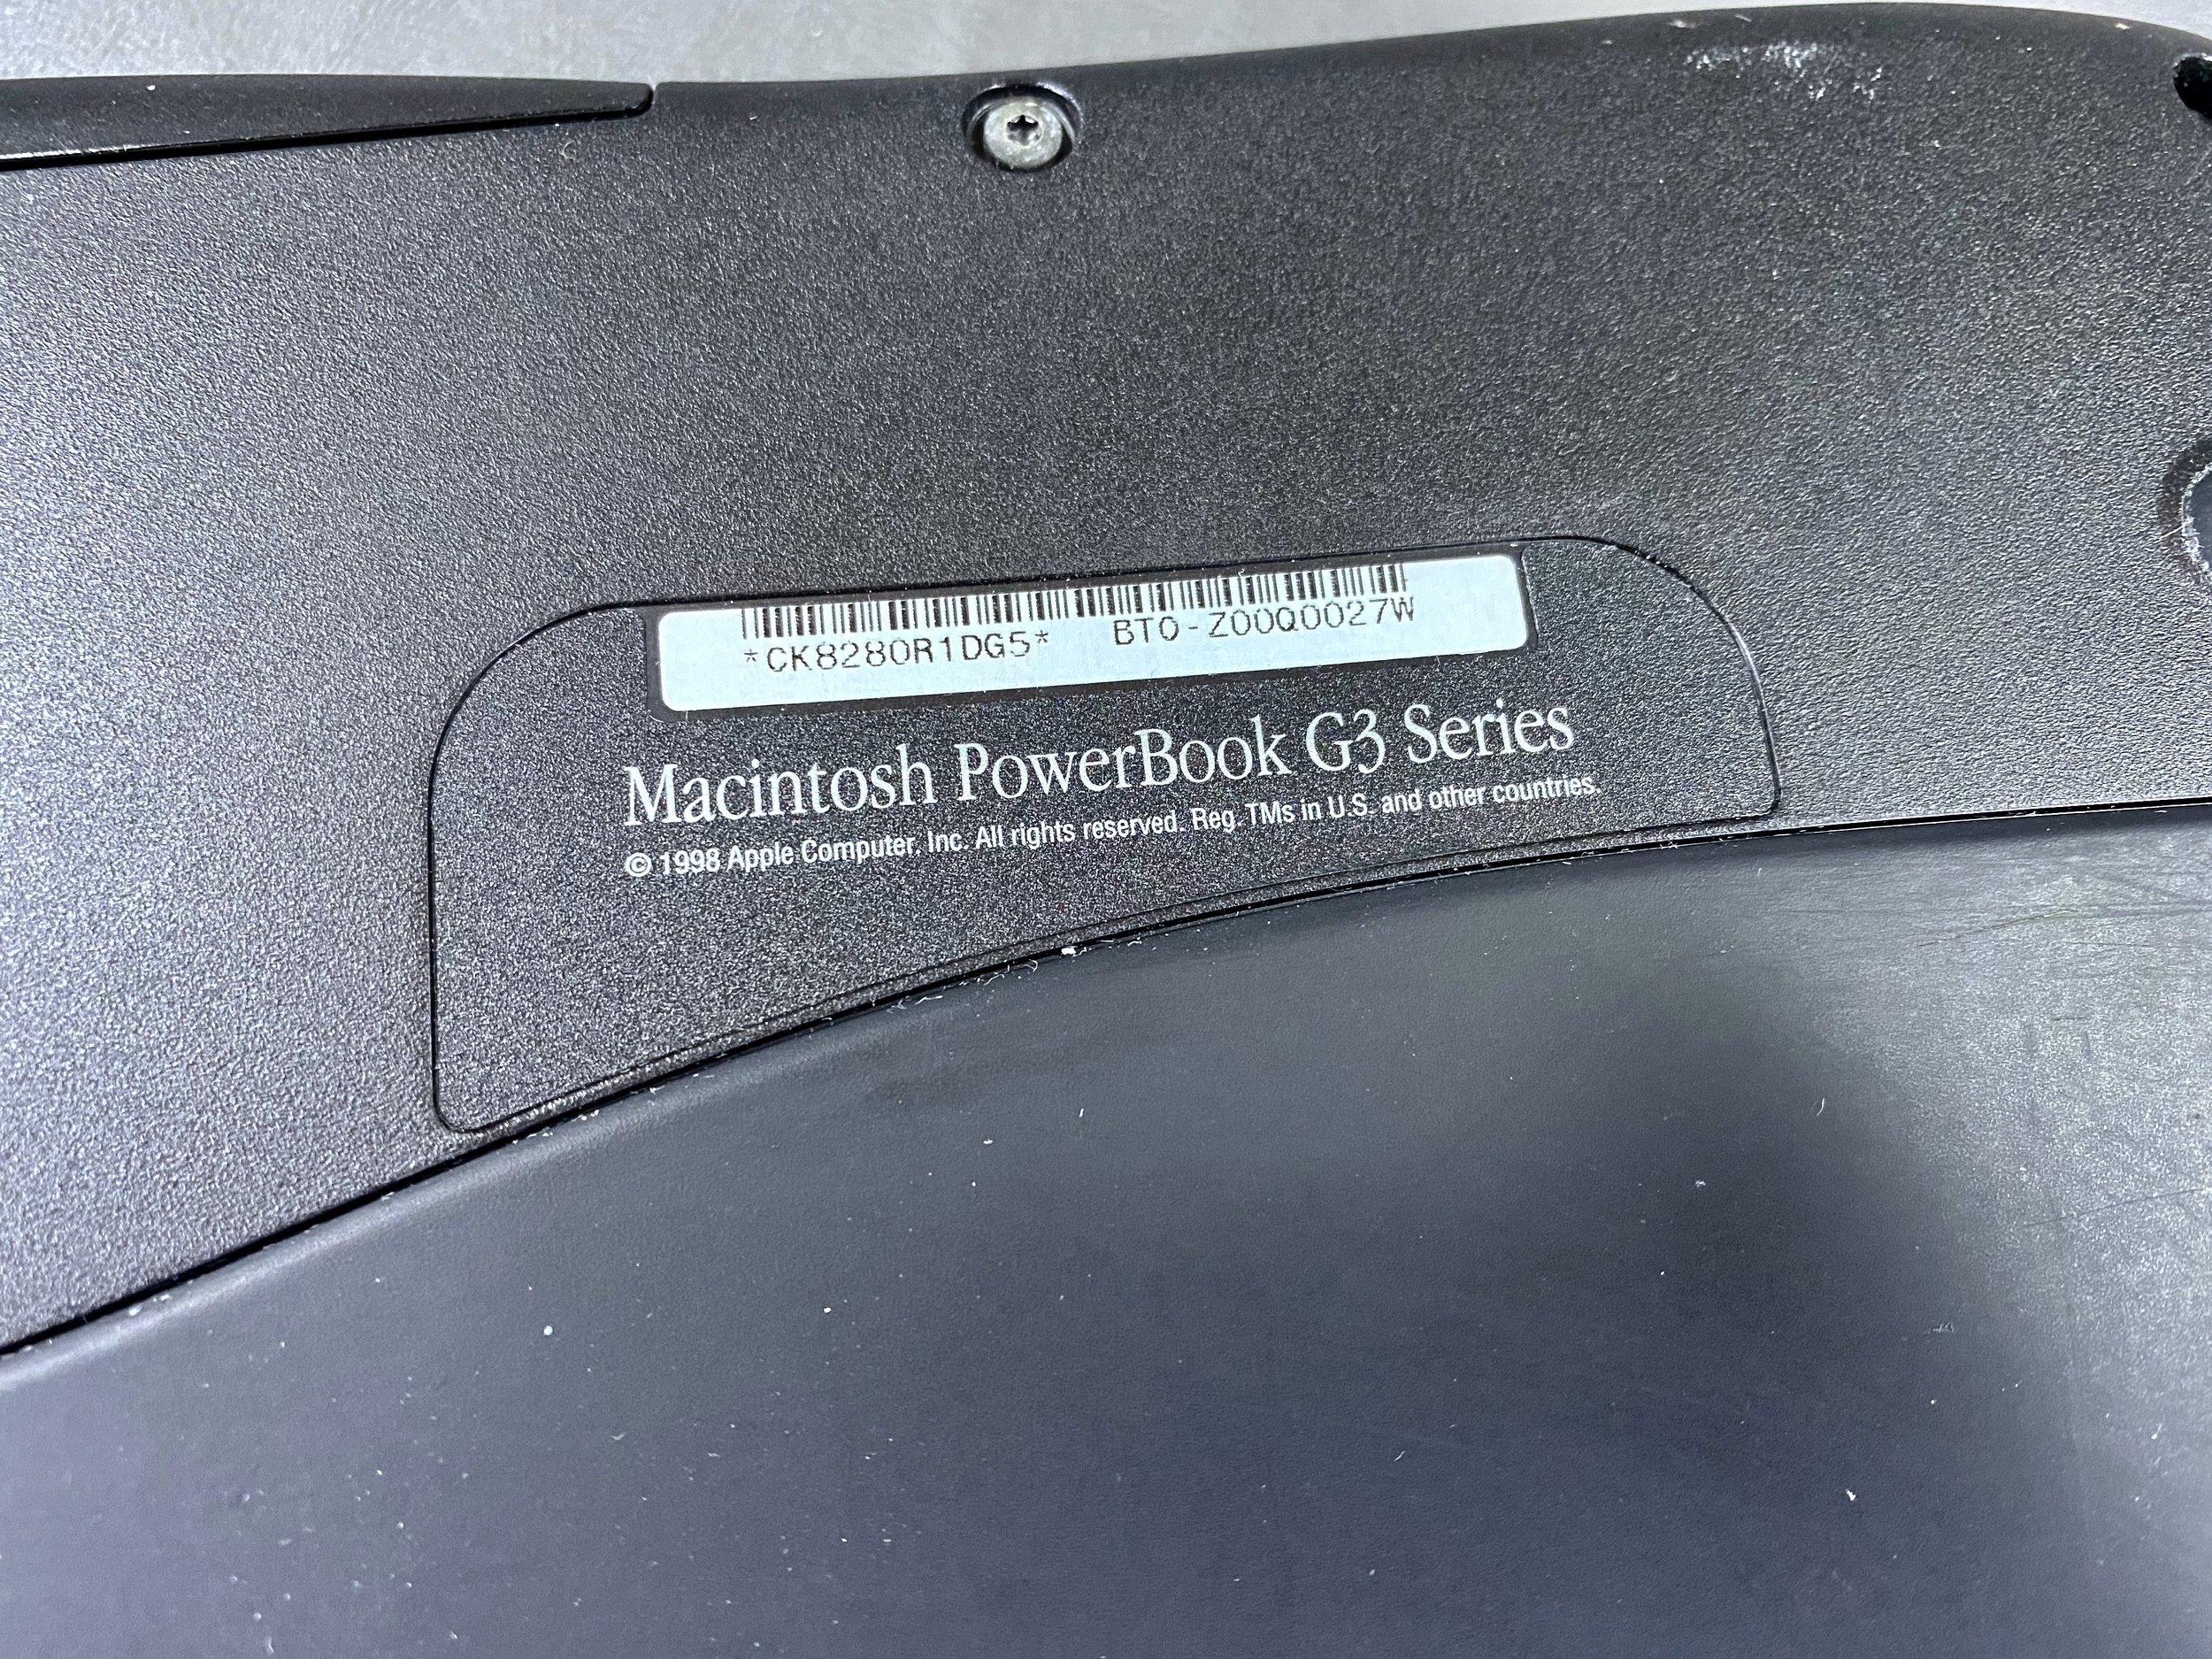 *CK8280R1DG5* BTO-Z00Q0027W
Macintosh PowerBook G3 Series
© 1998 Apple Computer, Inc. All rights reserved. Reg. TMs in U.S. and other countries.